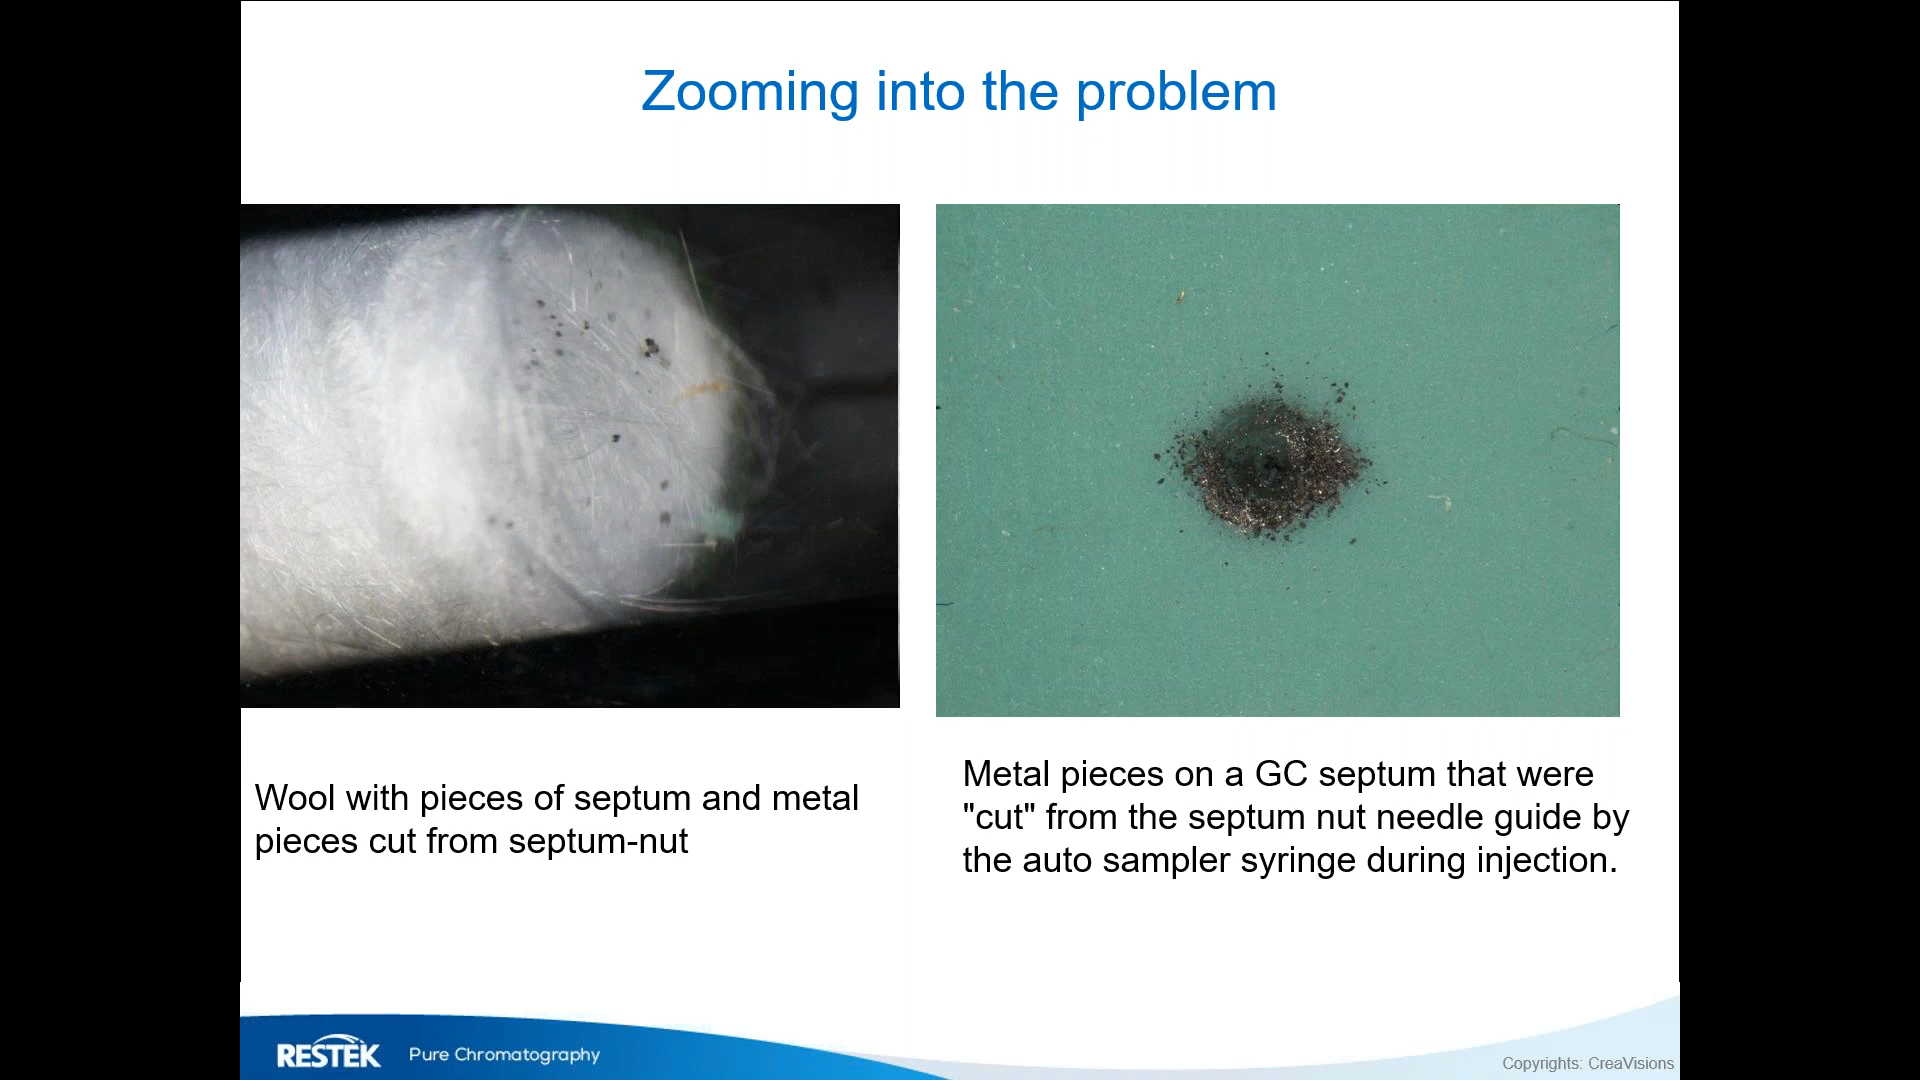 Zooming into the problem
Wool with pieces of septum and metal
pieces cut from septum-nut
Metal pieces on a GC septum that were
"cut" from the septum nut needle guide by
the auto sampler syringe during injection.
RESTEK Pure Chromatography
Copyrights: CreaVisions